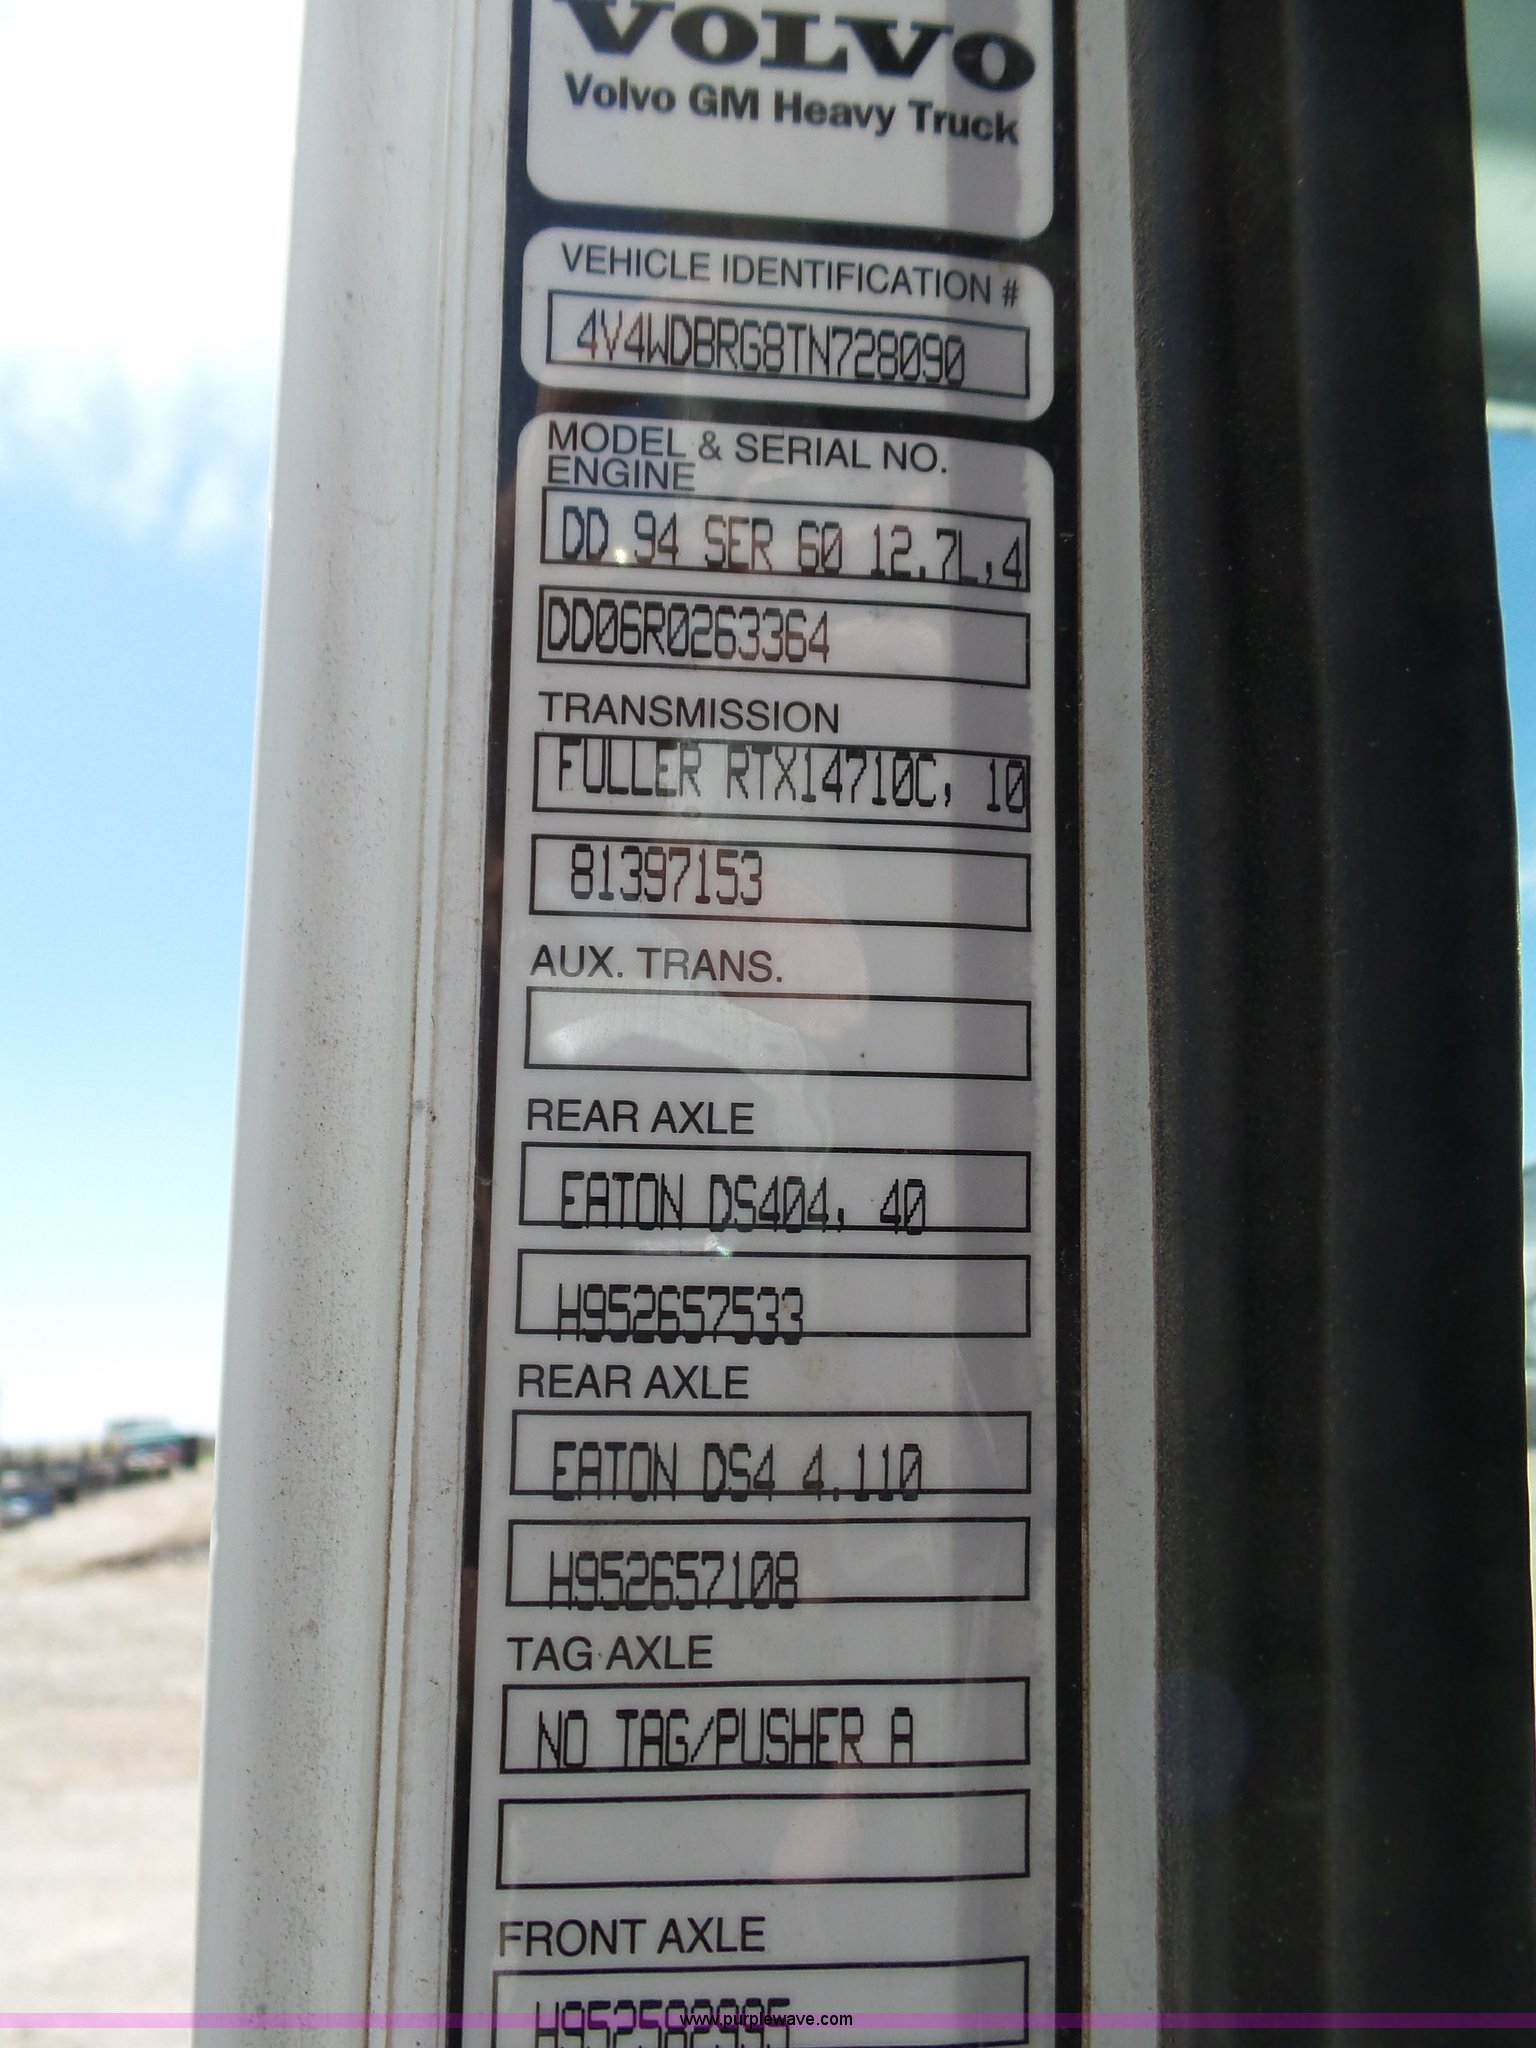 VOLVO
Volvo GM Heavy Truck
VEHICLE IDENTIFICATION #
4V4WDBRG8TN728090
MODEL & SERIAL NO.
ENGINE
DD 94 SER 60 12.7L,4
DD06R0263364
TRANSMISSION
FULLER RTX14710C, 10
81397153
AUX. TRANS.
REAR AXLE
EATON DS404, 40
H952657533
REAR AXLE
EATON DS4 4.110
H952657108
TAG AXLE
NO TAG/PUSHER A
FRONT AXLE
H952582995
www.purplewave.com